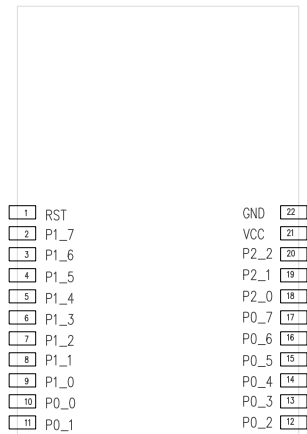 1 RST GND 22
2 P1_7 VCC 21
3 P1_6 P2_2 20
4 P1_5 P2_1 19
5 P1_4 P2_0 18
6 P1_3 P0_7 17
7 P1_2 P0_6 16
8 P1_1 P0_5 15
9 P1_0 P0_4 14
10 P0_0 P0_3 13
11 P0_1 P0_2 12